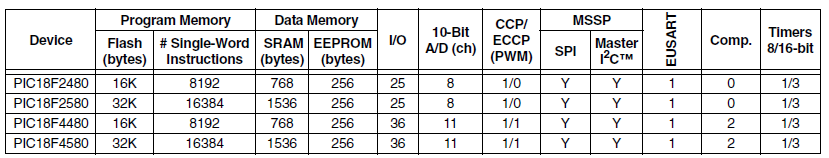 Device Program Memory Data Memory I/O 10-Bit A/D (ch) CCP/ ECCP (PWM) MSSP EUSART Comp. Timers 8/16-bit
Flash (bytes) # Single-Word Instructions SRAM (bytes) EEPROM (bytes) SPI Master I²C™
PIC18F2480 16K 8192 768 256 25 8 1/0 Y Y 1 0 1/3
PIC18F2580 32K 16384 1536 256 25 8 1/0 Y Y 1 0 1/3
PIC18F4480 16K 8192 768 256 36 11 1/1 Y Y 1 2 1/3
PIC18F4580 32K 16384 1536 256 36 11 1/1 Y Y 1 2 1/3